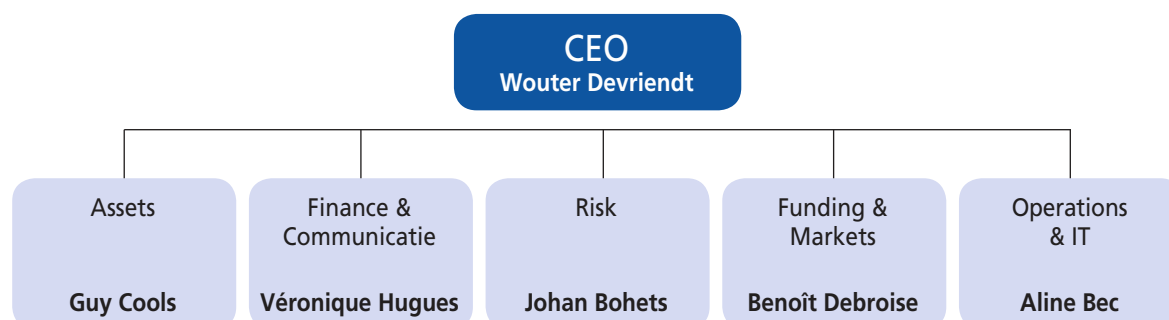 CEO
Wouter Devriendt
Assets
Guy Cools
Finance &
Communicatie
Véronique Hugues
Risk
Johan Bohets
Funding &
Markets
Benoît Debroise
Operations
& IT
Aline Bec